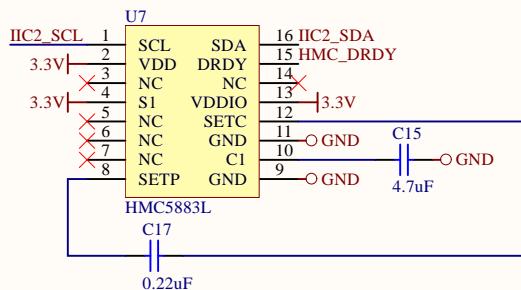 U7
IIC2_SCL 1 SCL SDA 16 IIC2_SDA
3.3V 2 VDD DRDY 15 HMC_DRDY
3 NC NC 14
3.3V 4 S1 VDDIO 13 3.3V
5 NC SETC 12
6 NC GND 11 GND
7 NC C1 10 C15 GND
8 SETP GND 9 GND
4.7uF
HMC5883L
C17
0.22uF